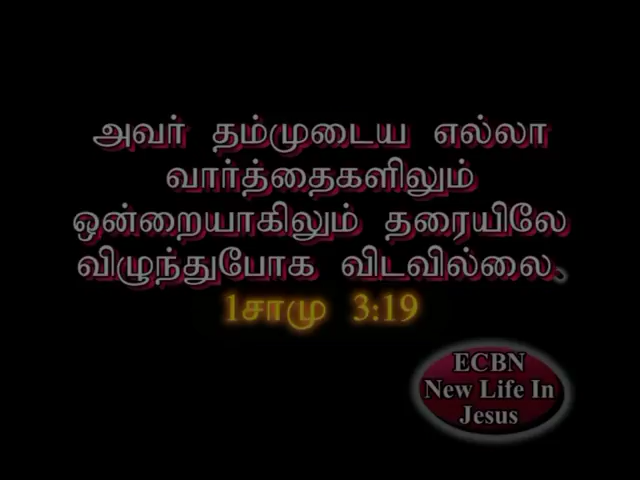 அவர் தம்முடைய எல்லா
வார்த்தைகளிலும்
ஒன்றையாகிலும் தரையிலே
விழுந்துபோக விடவில்லை.
1சாமு 3:19
ECBN
New Life In
Jesus